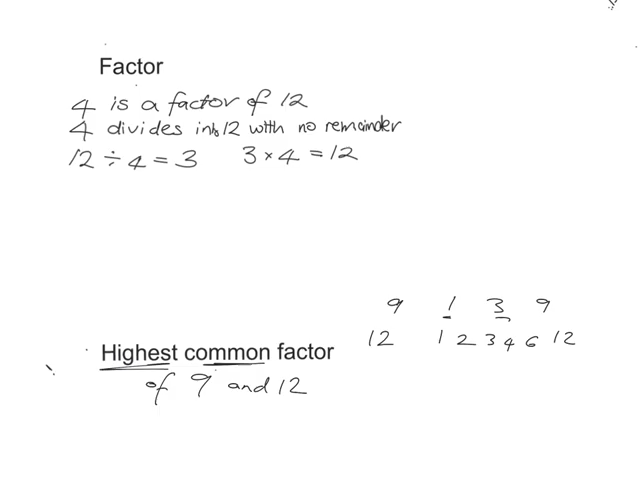 Factor
4 is a factor of 12
4 divides into 12 with no remainder
12 ÷ 4 = 3 3 × 4 = 12
9 1 3 9
12 1 2 3 4 6 12
Highest common factor
of 9 and 12